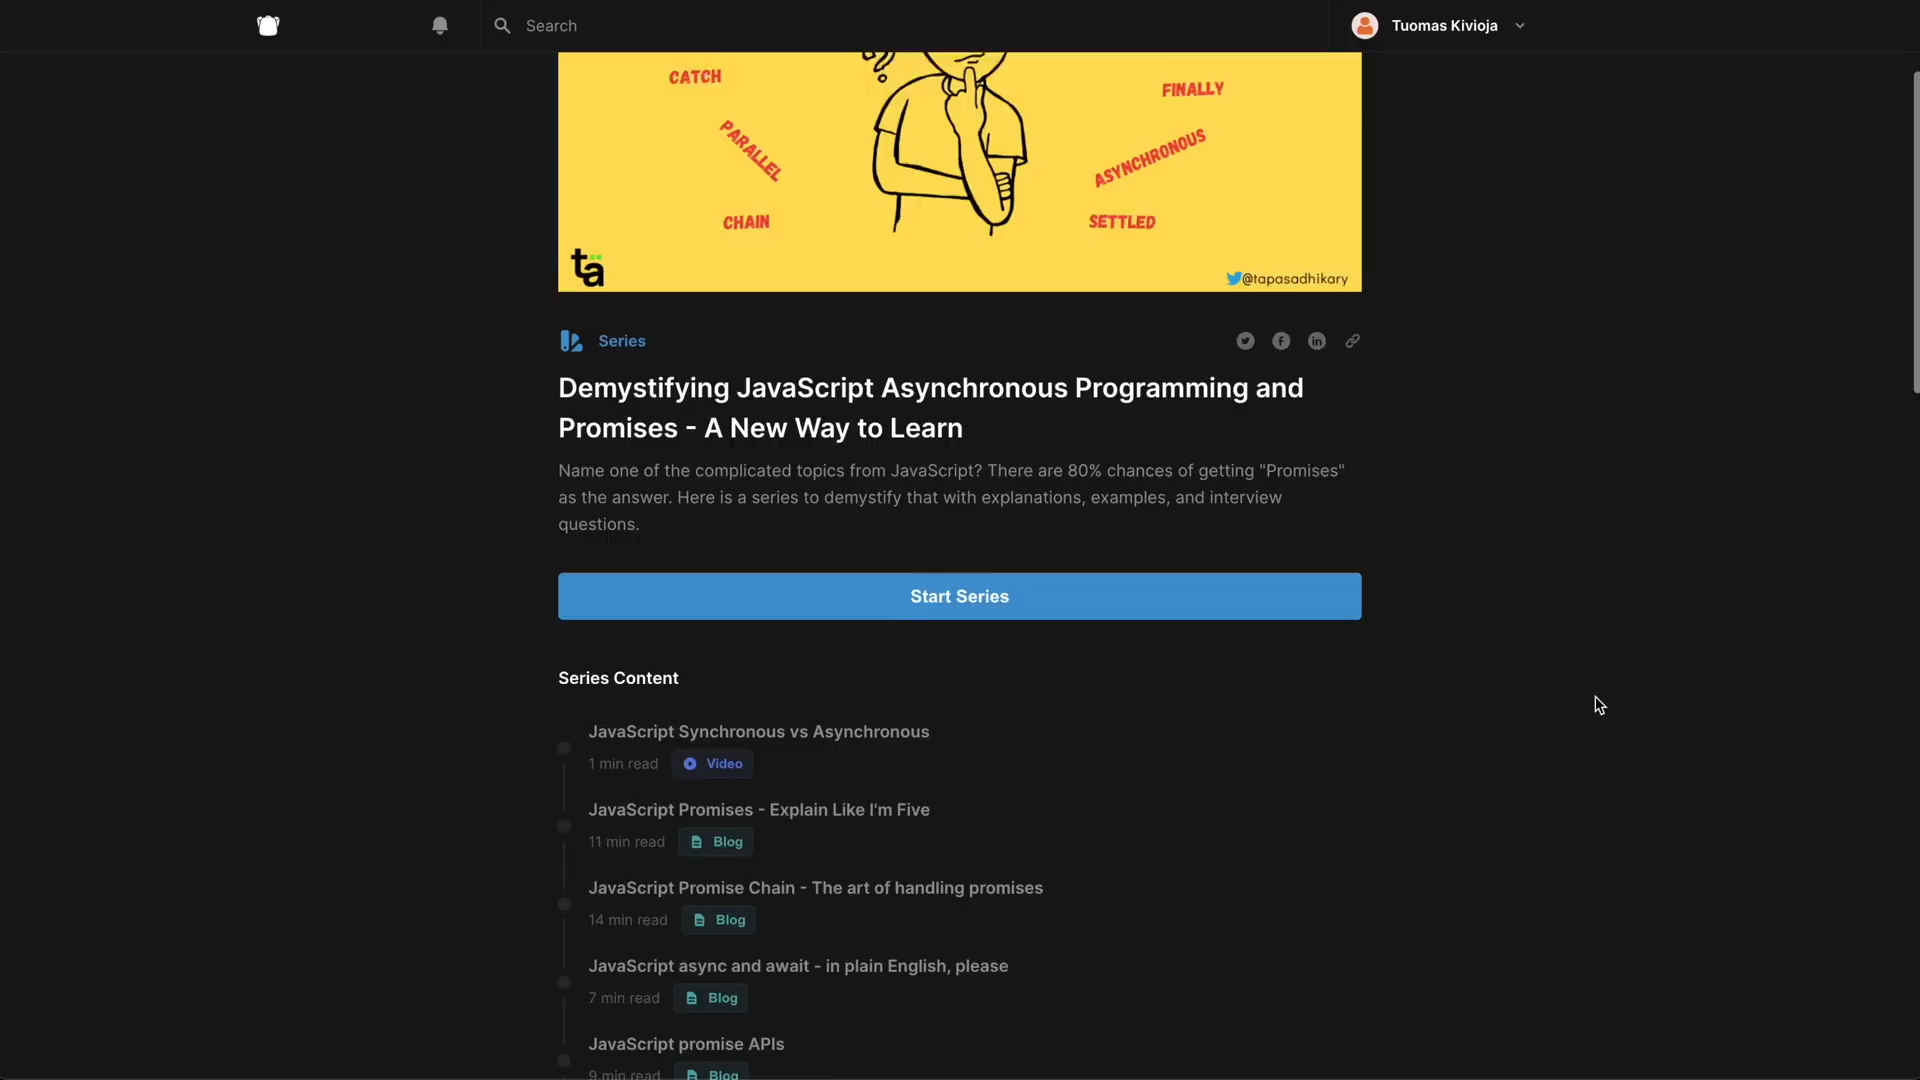 Search
Tuomas Kivioja
CATCH
FINALLY
PARALLEL
ASYNCHRONOUS
CHAIN
SETTLED
ta
@tapasadhikary
Series
Demystifying JavaScript Asynchronous Programming and
Promises - A New Way to Learn
Name one of the complicated topics from JavaScript? There are 80% chances of getting "Promises"
as the answer. Here is a series to demystify that with explanations, examples, and interview
questions.
Start Series
Series Content
JavaScript Synchronous vs Asynchronous
1 min read Video
JavaScript Promises - Explain Like I'm Five
11 min read Blog
JavaScript Promise Chain - The art of handling promises
14 min read Blog
JavaScript async and await - in plain English, please
7 min read Blog
JavaScript promise APIs
9 min read Blog